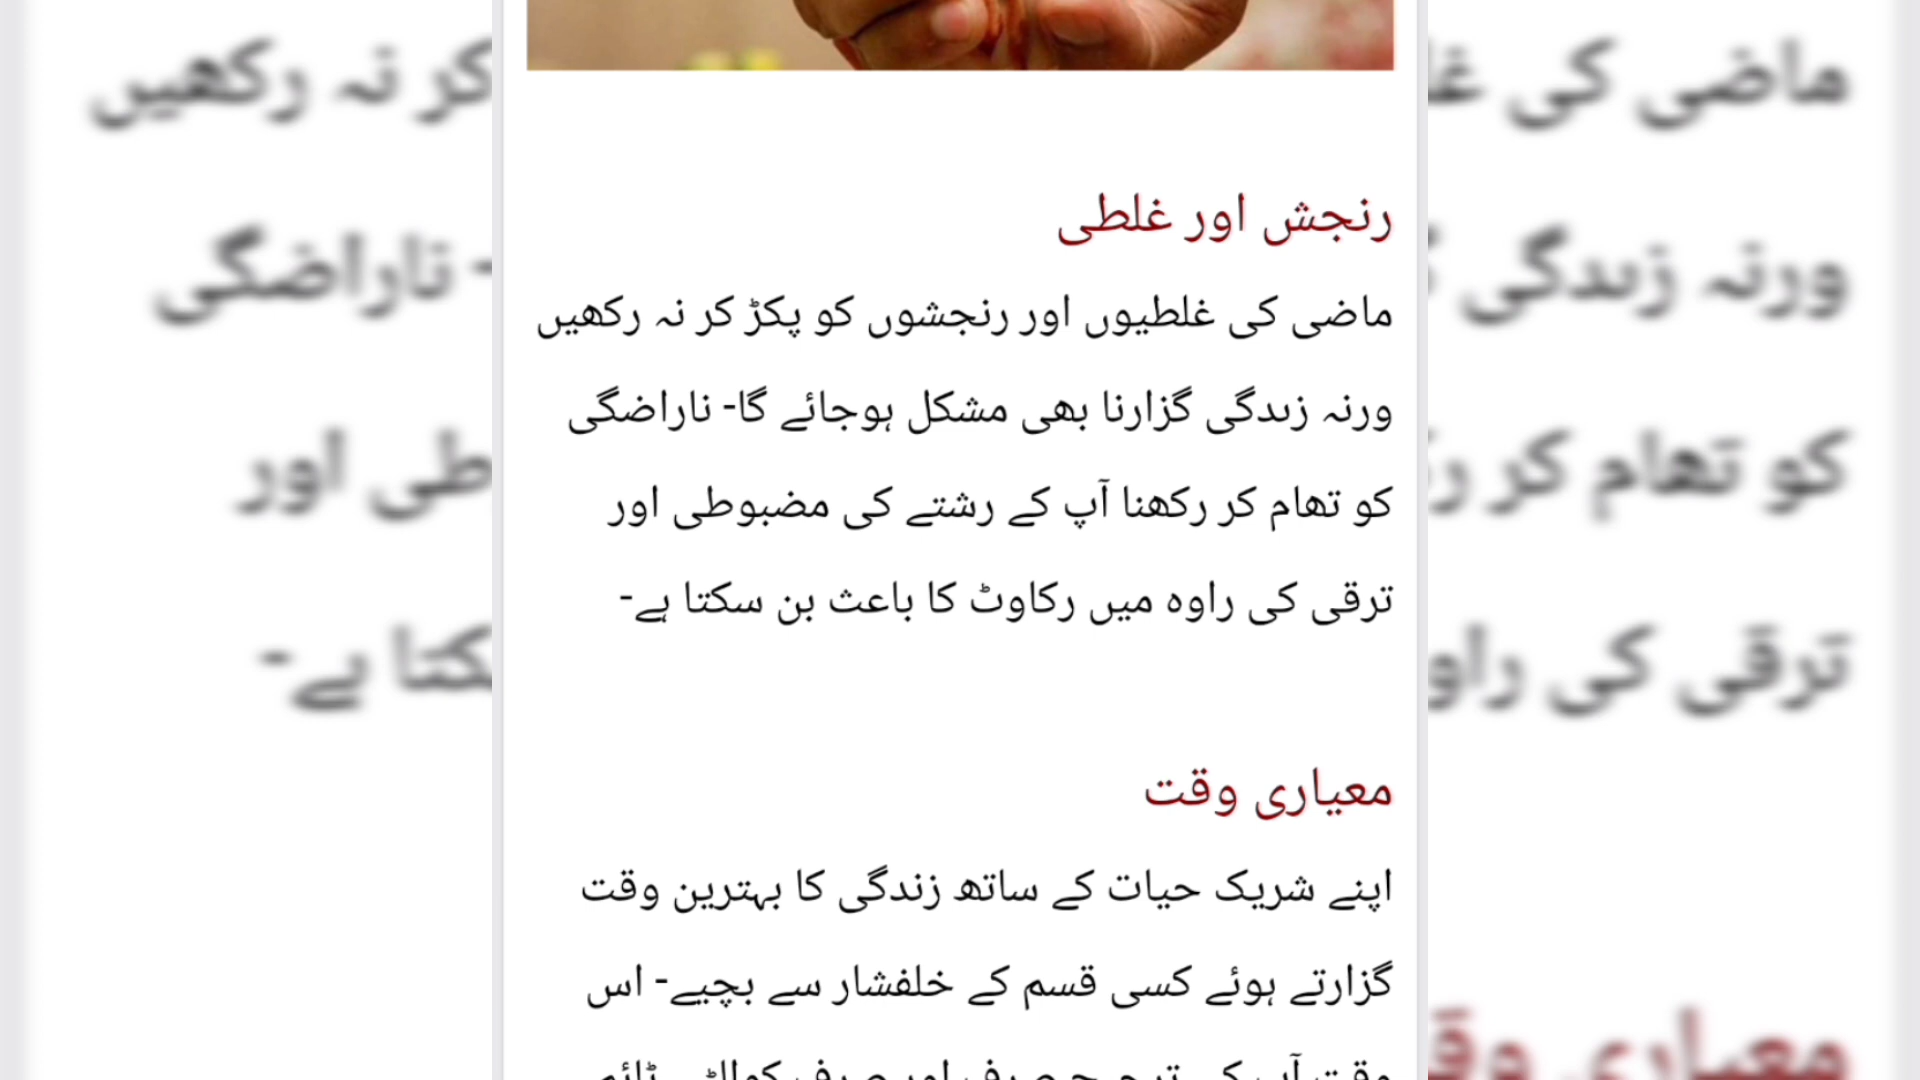 رنجش اور غلطی
ماضی کی غلطیوں اور رنجشوں کو پکڑ کر نہ رکھیں
ورنہ زندگی گزارنا بھی مشکل ہوجائے گا- ناراضگی
کو تھام کر رکھنا آپ کے رشتے کی مضبوطی اور
ترقی کی راوہ میں رکاوٹ کا باعث بن سکتا ہے-
معیاری وقت
اپنے شریک حیات کے ساتھ زندگی کا بہترین وقت
گزارتے ہوئے کسی قسم کے خلفشار سے بچیے- اس